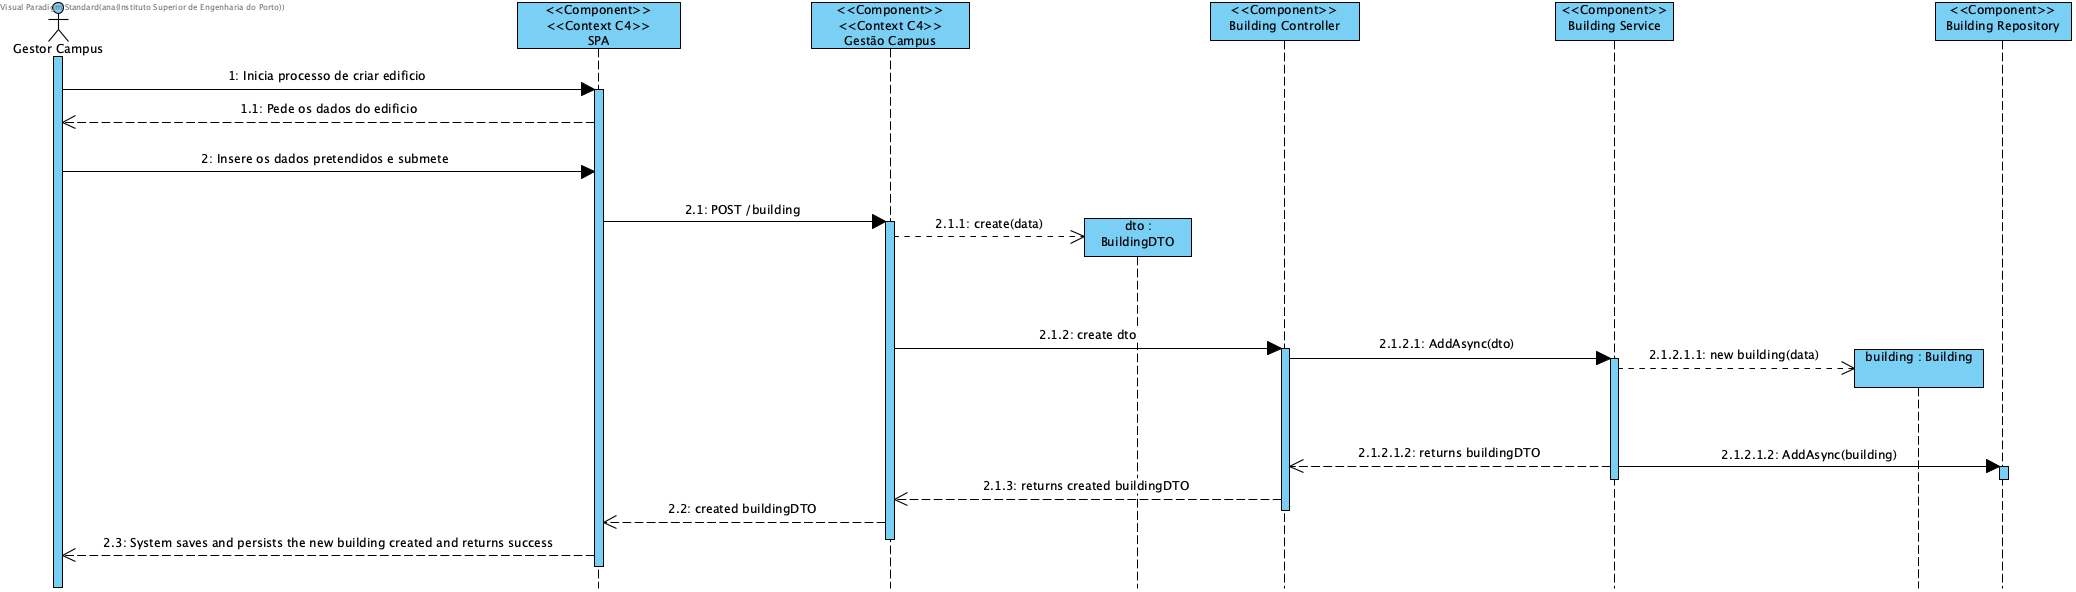 Visual Paradigm Standard(ana(Instituto Superior de Engenharia do Porto))
Gestor Campus
<<Component>>
<<Context C4>>
SPA
<<Component>>
<<Context C4>>
Gestão Campus
<<Component>>
Building Controller
<<Component>>
Building Service
<<Component>>
Building Repository
1: Inicia processo de criar edificio
1.1: Pede os dados do edificio
2: Insere os dados pretendidos e submete
2.1: POST /building
2.1.1: create(data)
dto :
BuildingDTO
2.1.2: create dto
2.1.2.1: AddAsync(dto)
2.1.2.1.1: new building(data)
building : Building
2.1.2.1.2: returns buildingDTO
2.1.2.1.2: AddAsync(building)
2.1.3: returns created buildingDTO
2.2: created buildingDTO
2.3: System saves and persists the new building created and returns success